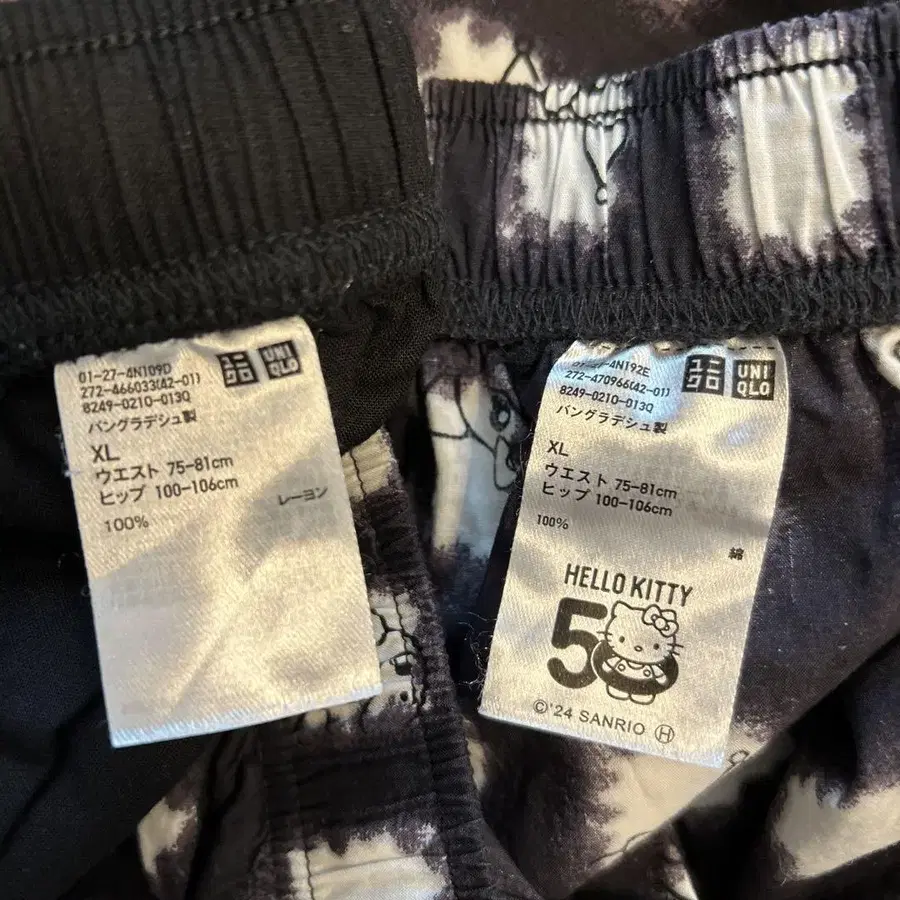 01-27-4N109D
272-466033(42-01)
8249-0210-013Q
バングラデシュ製
ユニ
クロ
UNI
QLO
XL
ウエスト 75-81cm
ヒップ 100-106cm
レーヨン
100%
01-27-4N192E
272-470966(42-01)
8249-0210-013Q
バングラデシュ製
ユニ
クロ
UNI
QLO
XL
ウエスト 75-81cm
ヒップ 100-106cm
100%
綿
HELLO KITTY
50
©'24 SANRIO Ⓗ